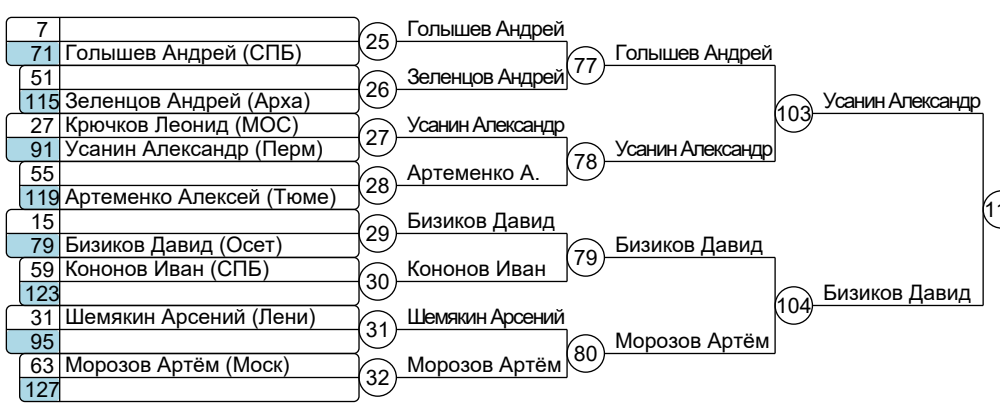 7
71 Голышев Андрей (СПБ)
51
115 Зеленцов Андрей (Арха)
27 Крючков Леонид (МОС)
91 Усанин Александр (Перм)
55
119 Артеменко Алексей (Тюме)
15
79 Бизиков Давид (Осет)
59 Кононов Иван (СПБ)
123
31 Шемякин Арсений (Лени)
95
63 Морозов Артём (Моск)
127
25 Голышев Андрей
26 Зеленцов Андрей
27 Усанин Александр
28 Артеменко А.
29 Бизиков Давид
30 Кононов Иван
31 Шемякин Арсений
32 Морозов Артём
77 Голышев Андрей
78 Усанин Александр
79 Бизиков Давид
80 Морозов Артём
103 Усанин Александр
104 Бизиков Давид